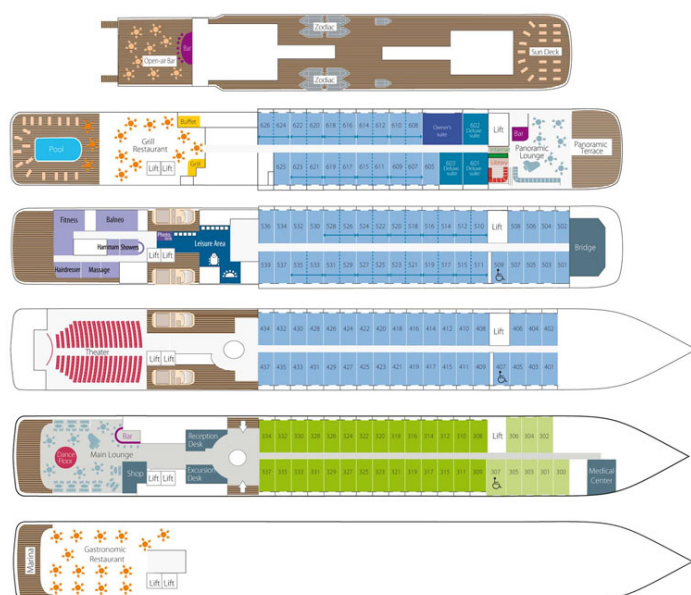 Zodiac
Bar
Open-air Bar
Sun Deck
Zodiac
Buffet
626 624 622 620 618 616 614 612 610 608
Owner's
suite
602
Deluxe
suite
Lift
Bar
Pool
Grill
Restaurant
Internet
Library
Panoramic
Lounge
Panoramic
Terrace
Lift Lift
Grill
625 623 621 619 617 615 611 609 607 605
603
Deluxe
suite
601
Deluxe
suite
Fitness
Balneo
Photo
536 534 532 530 528 526 524 522 520 518 516 514 512 510
Lift
508 506 504 502
Hammam
Showers
Leisure Area
Bridge
Hairdresser
Massage
Lift Lift
539 537 535 533 531 529 527 525 523 521 519 517 515 511
509
507 505 503 501
434 432 430 428 426 424 422 420 418 416 414 412 410 408
Lift
406 404 402
Theater
Lift Lift
437 435 433 431 429 427 425 423 421 419 417 415 411 409
407
405 403 401
Bar
Reception
Desk
334 332 330 328 326 324 322 320 318 316 314 312 310 308
Lift
306 304 302
Dance
Floor
Main Lounge
Shop
Lift Lift
Excursion
Desk
337 335 333 331 329 327 325 323 321 319 317 315 311 309
307
305 303 301 300
Medical
Center
Marina
Gastronomic
Restaurant
Lift Lift